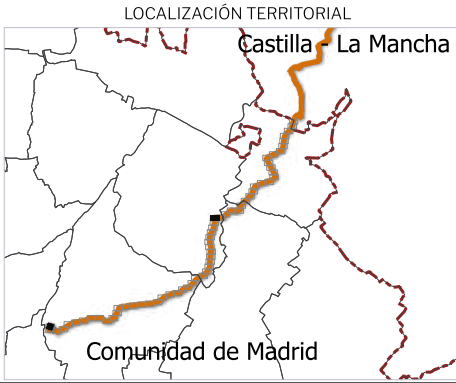 LOCALIZACIÓN TERRITORIAL
Castilla - La Mancha
Comunidad de Madrid